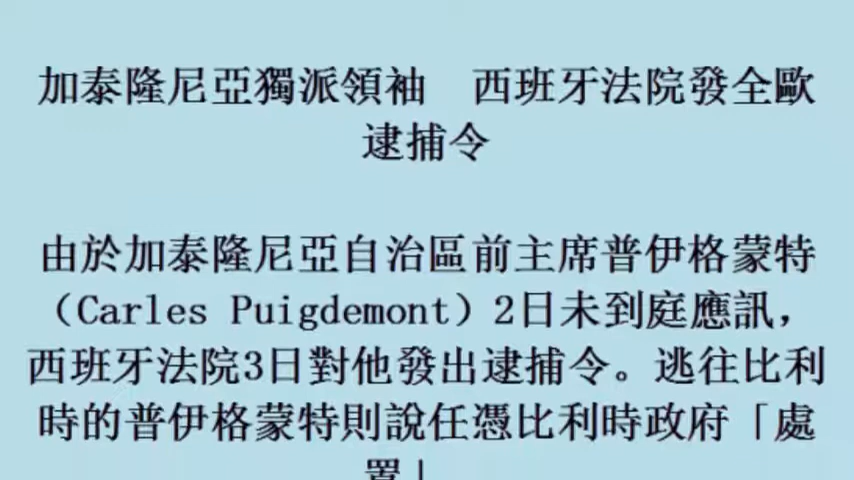 加泰隆尼亞獨派領袖　西班牙法院發全歐
逮捕令
由於加泰隆尼亞自治區前主席普伊格蒙特
（Carles Puigdemont）2日未到庭應訊，
西班牙法院3日對他發出逮捕令。逃往比利
時的普伊格蒙特則說任憑比利時政府「處
置」